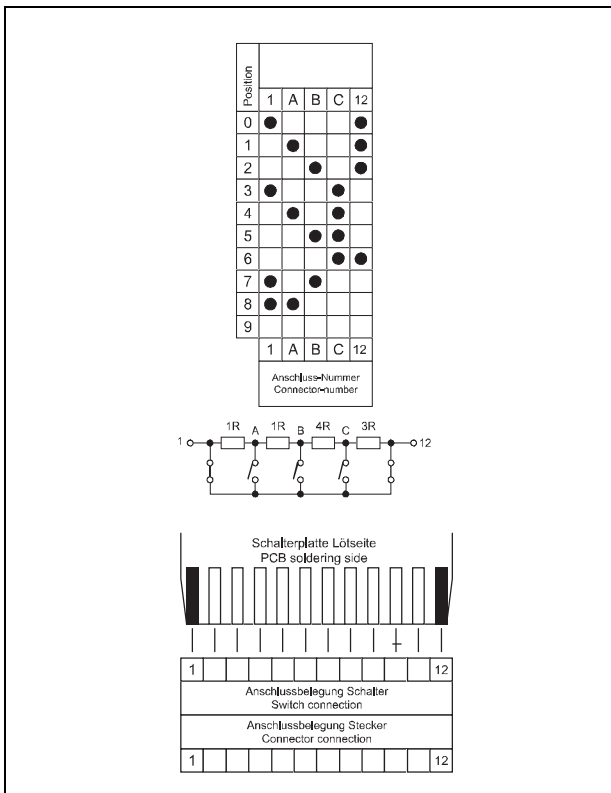 Position
1 A B C 12
0
1
2
3
4
5
6
7
8
9
1 A B C 12
Anschluss-Nummer
Connector-number
1R A 1R B 4R C 3R
1 12
Schalterplatte Lötseite
PCB soldering side
1 12
Anschlussbelegung Schalter
Switch connection
Anschlussbelegung Stecker
Connector connection
1 12